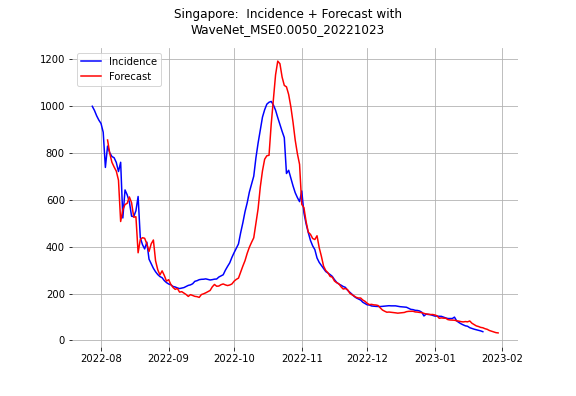 Singapore:  Incidence + Forecast with
WaveNet_MSE0.0050_20221023
Incidence
Forecast
1200
1000
800
600
400
200
0
2022-08 2022-09 2022-10 2022-11 2022-12 2023-01 2023-02